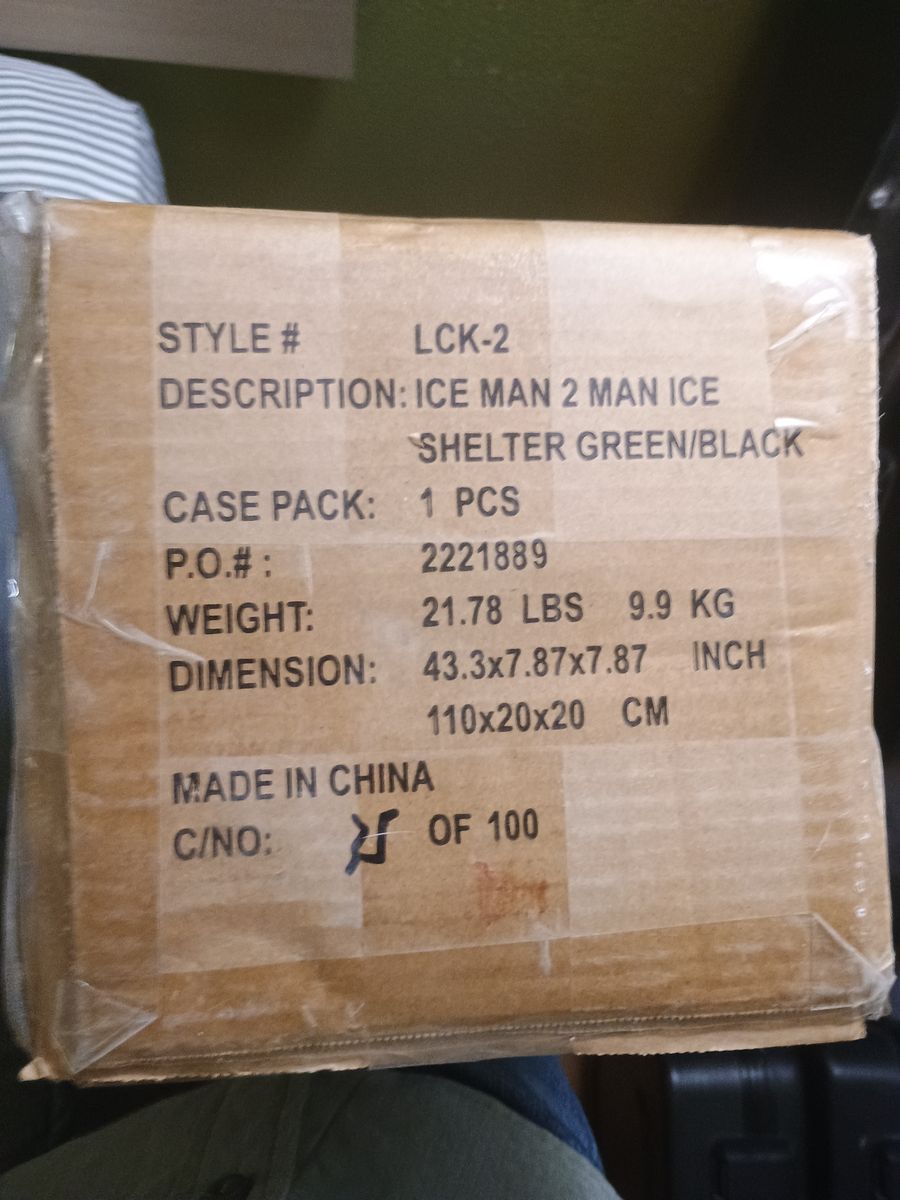 STYLE # LCK-2
DESCRIPTION: ICE MAN 2 MAN ICE
SHELTER GREEN/BLACK
CASE PACK: 1 PCS
P.O.# : 2221889
WEIGHT: 21.78 LBS 9.9 KG
DIMENSION: 43.3x7.87x7.87 INCH
110x20x20 CM
MADE IN CHINA
C/NO: OF 100